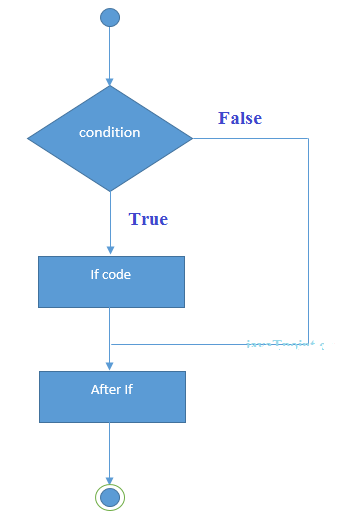 condition
False
True
If code
After If